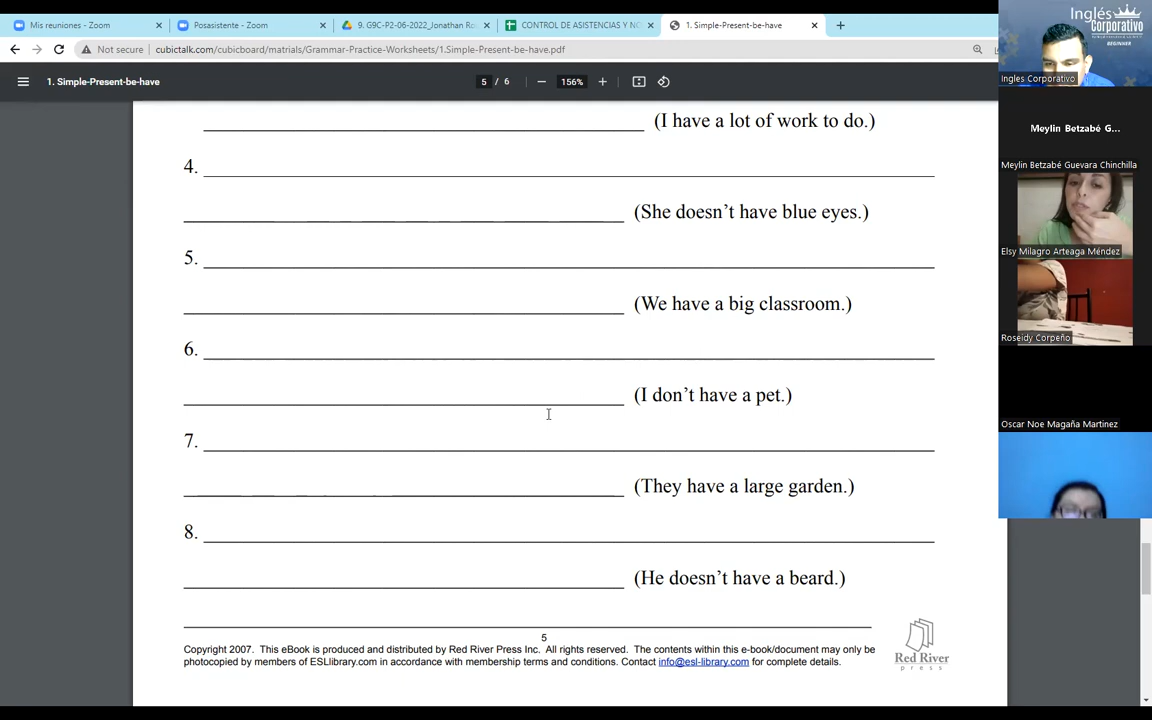 Mis reuniones - Zoom
Posasistente - Zoom
9. G9C-P2-06-2022_Jonathan Ro
CONTROL DE ASISTENCIAS Y NO
1. Simple-Present-be-have
Not secure
cubictalk.com/cubicboard/matrials/Grammar-Practice-Worksheets/1.Simple-Present-be-have.pdf
1. Simple-Present-be-have
5 / 6
156%
(I have a lot of work to do.)
4.
(She doesn't have blue eyes.)
5.
(We have a big classroom.)
6.
(I don't have a pet.)
7.
(They have a large garden.)
8.
(He doesn't have a beard.)
5
Copyright 2007. This eBook is produced and distributed by Red River Press Inc. All rights reserved. The contents within this e-book/document may only be
photocopied by members of ESLlibrary.com in accordance with membership terms and conditions. Contact info@esl-library.com for complete details.
Red River
press
Inglés
Corporativo
BEGINNER
Ingles Corporativo
Meylin Betzabé G...
Meylin Betzabé Guevara Chinchilla
Elsy Milagro Arteaga Méndez
Roseidy Corpeño
Oscar Noe Magaña Martinez